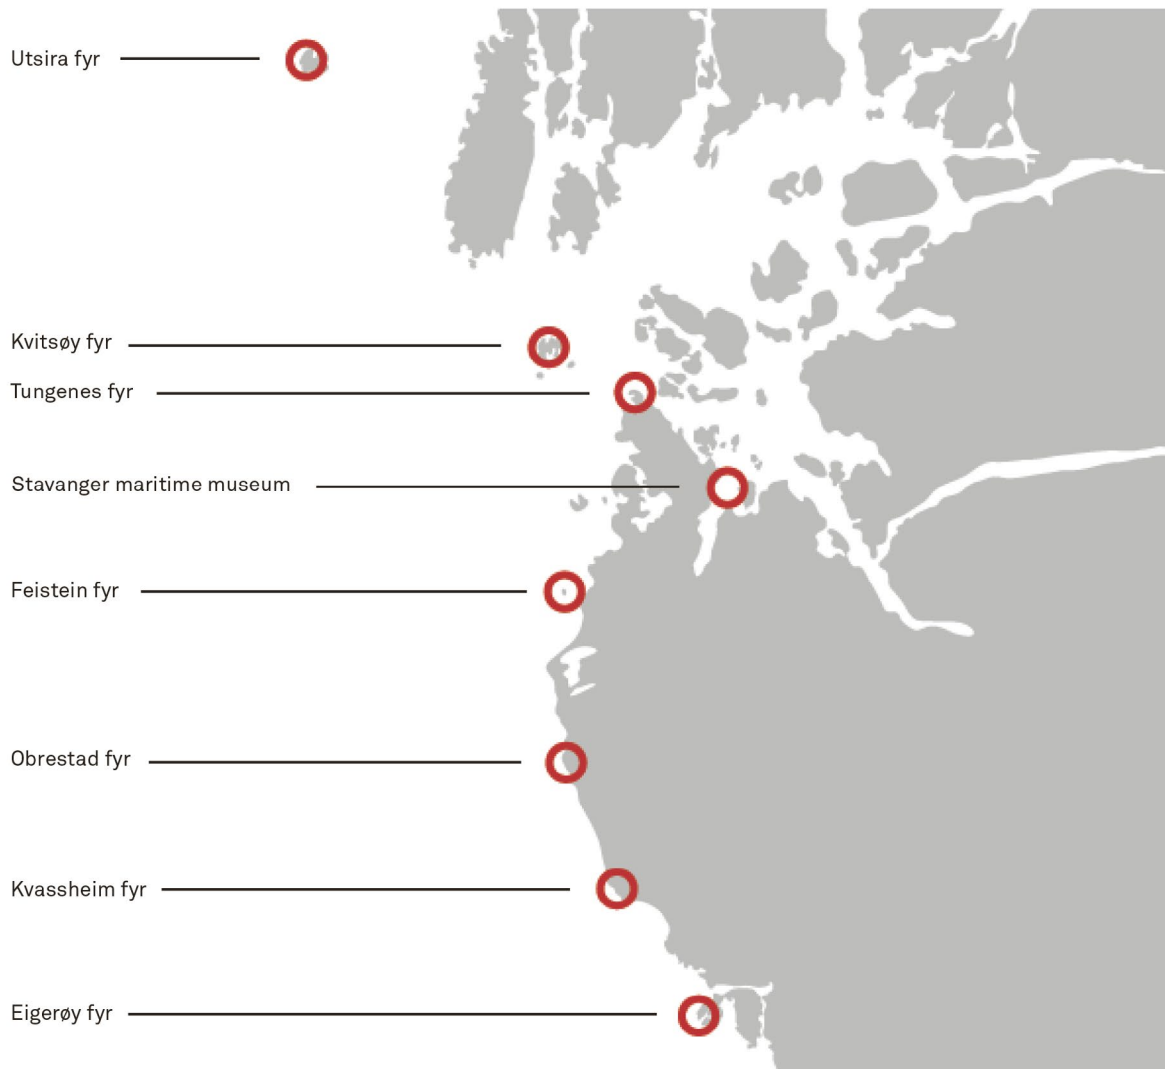 Utsira fyr
Kvitsøy fyr
Tungenes fyr
Stavanger maritime museum
Feistein fyr
Obrestad fyr
Kvassheim fyr
Eigerøy fyr